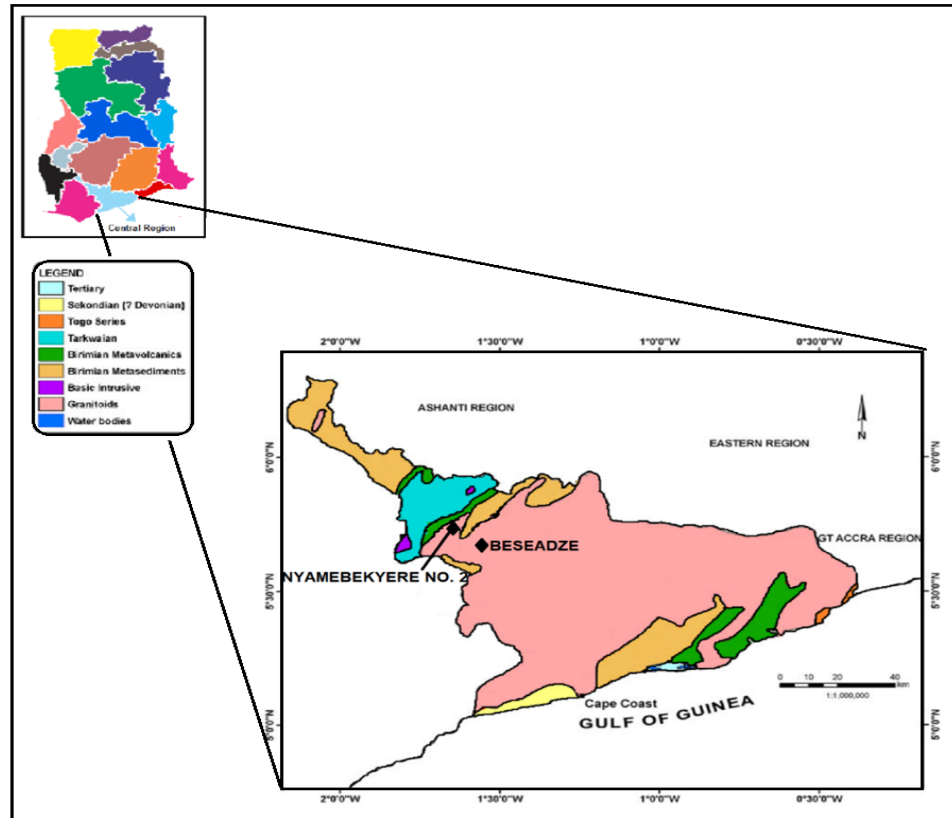 Central Region
LEGEND
Tertiary
Sekondian (? Devonian)
Togo Series
Tarkwaian
Birimian Metavolcanics
Birimian Metasediments
Basic Intrusive
Granitoids
Water bodies
2°0'0"W 1°30'0"W 1°0'0"W 0°30'0"W
ASHANTI REGION
N
EASTERN REGION
6°0'0"N 6°0'0"N
GT ACCRA REGION
BESEADZE
NYAMEBEKYERE NO. 2
5°30'0"N 5°30'0"N
0 10 20 40
km
1:1,000,000
Cape Coast
GULF OF GUINEA
5°0'0"N 5°0'0"N
2°0'0"W 1°30'0"W 1°0'0"W 0°30'0"W